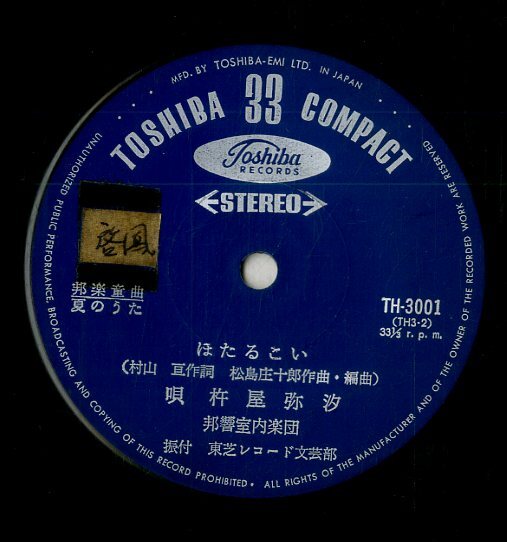 MFD. BY TOSHIBA-EMI LTD. IN JAPAN
TOSHIBA 33 COMPACT
Toshiba
RECORDS
STEREO
啓風
邦楽童曲
夏のうた
TH-3001
(TH3-2)
33⅓ r. p. m.
ほたるこい
(村山 亘作詞 松島庄十郎作曲・編曲)
唄 杵屋弥汐
邦響室内楽団
振付 東芝レコード文芸部
UNAUTHORIZED PUBLIC PERFORMANCE, BROADCASTING AND COPYING OF THIS RECORD PROHIBITED • ALL RIGHTS OF THE MANUFACTURER AND OF THE OWNER OF THE RECORDED WORK ARE RESERVED